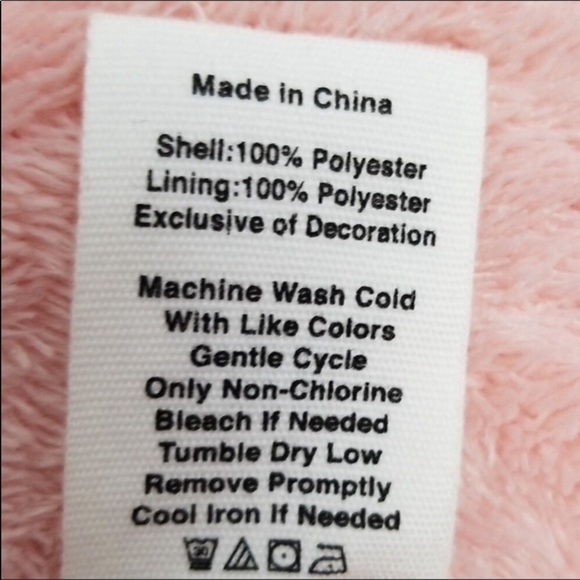 Made in China
Shell:100% Polyester
Lining:100% Polyester
Exclusive of Decoration
Machine Wash Cold
With Like Colors
Gentle Cycle
Only Non-Chlorine
Bleach If Needed
Tumble Dry Low
Remove Promptly
Cool Iron If Needed
30